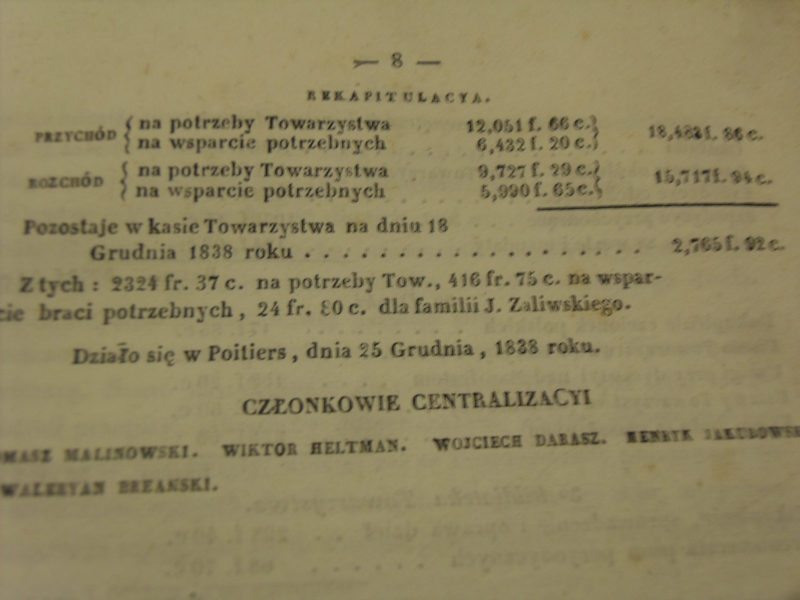 — 8 —
REKAPITULACYA.
PRZYCHÓD { na potrzeby Towarzystwa 12,051 f. 66 c. } 18,483 f. 86 c.
na wsparcie potrzebnych 6,432 f. 20 c.
ROZCHÓD { na potrzeby Towarzystwa 9,727 f. 29 c. } 15,717 f. 94 c.
na wsparcie potrzebnych 5,990 f. 65 c.
Pozostaje w kasie Towarzystwa na dniu 18
Grudnia 1838 roku . . . . . . . . . . . . . . . . . . 2,765 f. 92 c.
Z tych : 2324 fr. 37 c. na potrzeby Tow., 416 fr. 75 c. na wspar-
cie braci potrzebnych, 24 fr. 80 c. dla familii J. Zaliwskiego.
Działo się w Poitiers, dnia 25 Grudnia, 1838 roku.
CZŁONKOWIE CENTRALIZACYI
MASZ MALINOWSKI. WIKTOR HELTMAN. WOJCIECH DARASZ. HENRYK JAKUBOWS
WALERYAN BREAŃSKI.